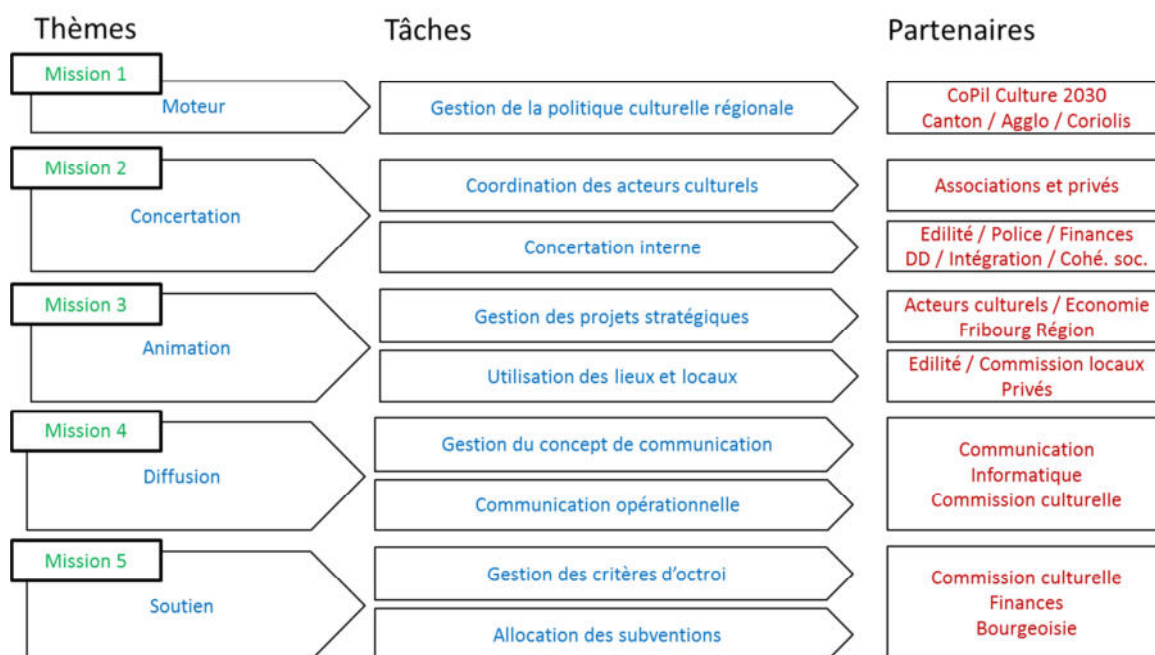 Thèmes
Tâches
Partenaires
Mission 1
Moteur
Gestion de la politique culturelle régionale
CoPil Culture 2030
Canton / Agglo / Coriolis
Mission 2
Concertation
Coordination des acteurs culturels
Associations et privés
Concertation interne
Edilité / Police / Finances
DD / Intégration / Cohé. soc.
Mission 3
Animation
Gestion des projets stratégiques
Acteurs culturels / Economie
Fribourg Région
Utilisation des lieux et locaux
Edilité / Commission locaux
Privés
Mission 4
Diffusion
Gestion du concept de communication
Communication opérationnelle
Communication
Informatique
Commission culturelle
Mission 5
Soutien
Gestion des critères d’octroi
Allocation des subventions
Commission culturelle
Finances
Bourgeoisie